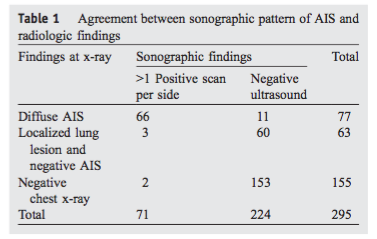 Table 1 Agreement between sonographic pattern of AIS and
radiologic findings
Findings at x-ray Sonographic findings Total
>1 Positive scan Negative
per side ultrasound
Diffuse AIS 66 11 77
Localized lung 3 60 63
lesion and
negative AIS
Negative 2 153 155
chest x-ray
Total 71 224 295